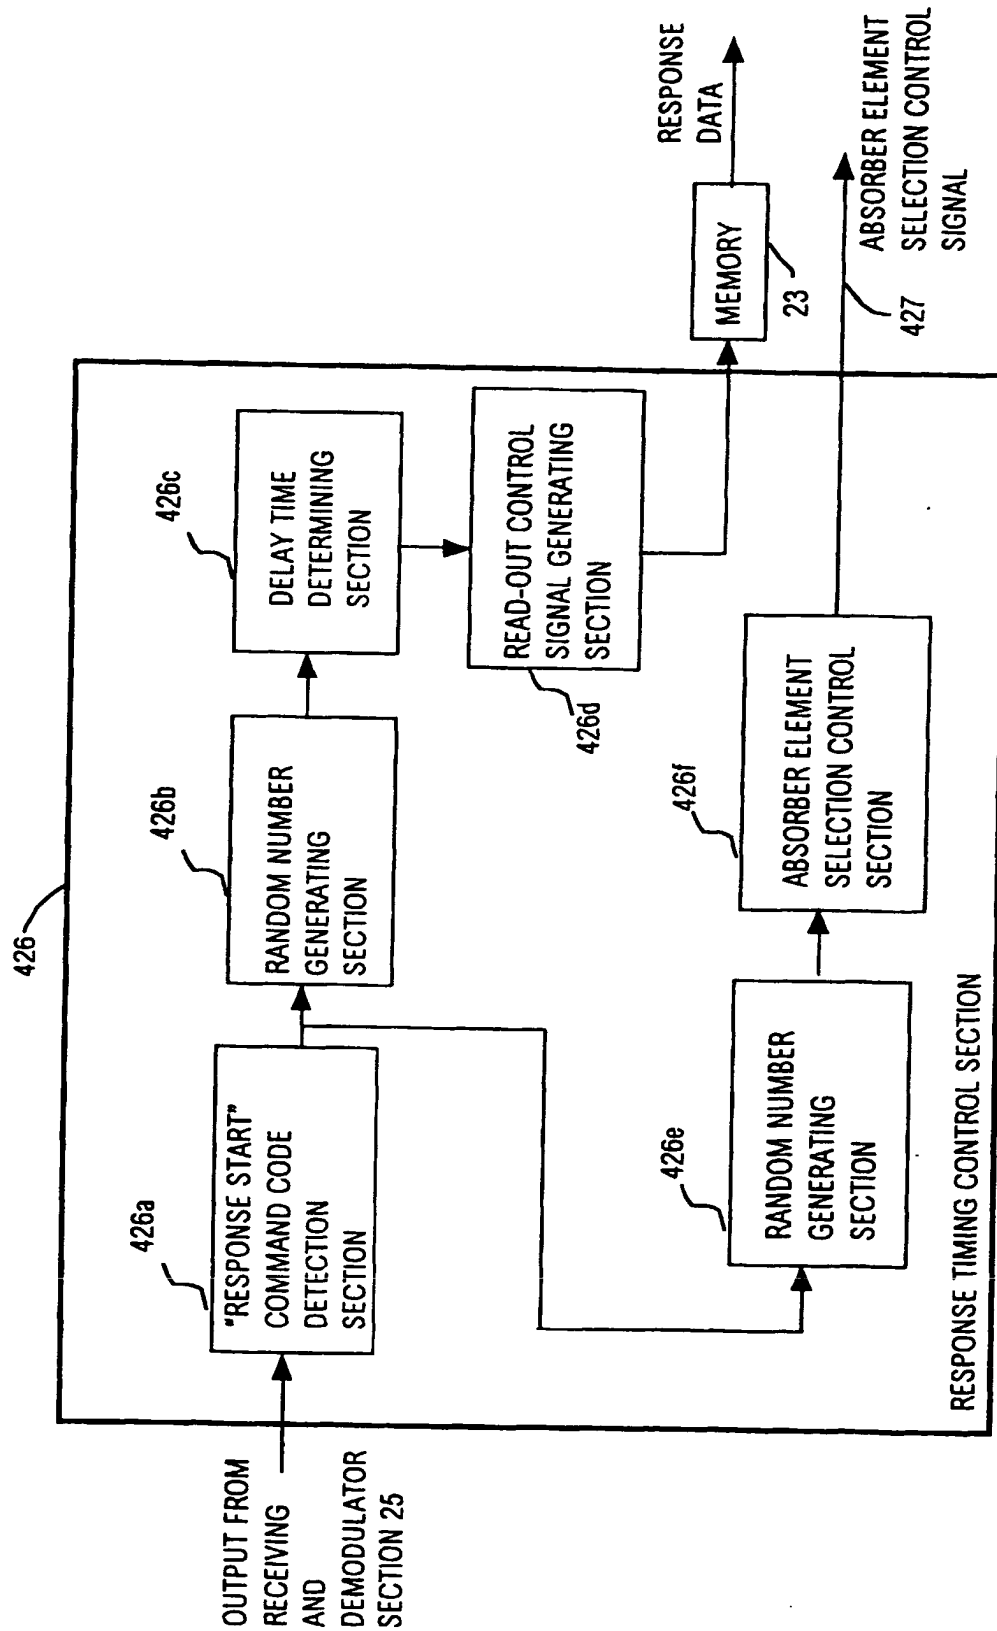 426
426a
"RESPONSE START"
COMMAND CODE
DETECTION
SECTION
426b
RANDOM NUMBER
GENERATING
SECTION
426c
DELAY TIME
DETERMINING
SECTION
READ-OUT CONTROL
SIGNAL GENERATING
SECTION
426d
OUTPUT FROM
RECEIVING
AND
DEMODULATOR
SECTION 25
426e
RANDOM NUMBER
GENERATING
SECTION
426f
ABSORBER ELEMENT
SELECTION CONTROL
SECTION
MEMORY
23
RESPONSE
DATA
427
ABSORBER ELEMENT
SELECTION CONTROL
SIGNAL
RESPONSE TIMING CONTROL SECTION